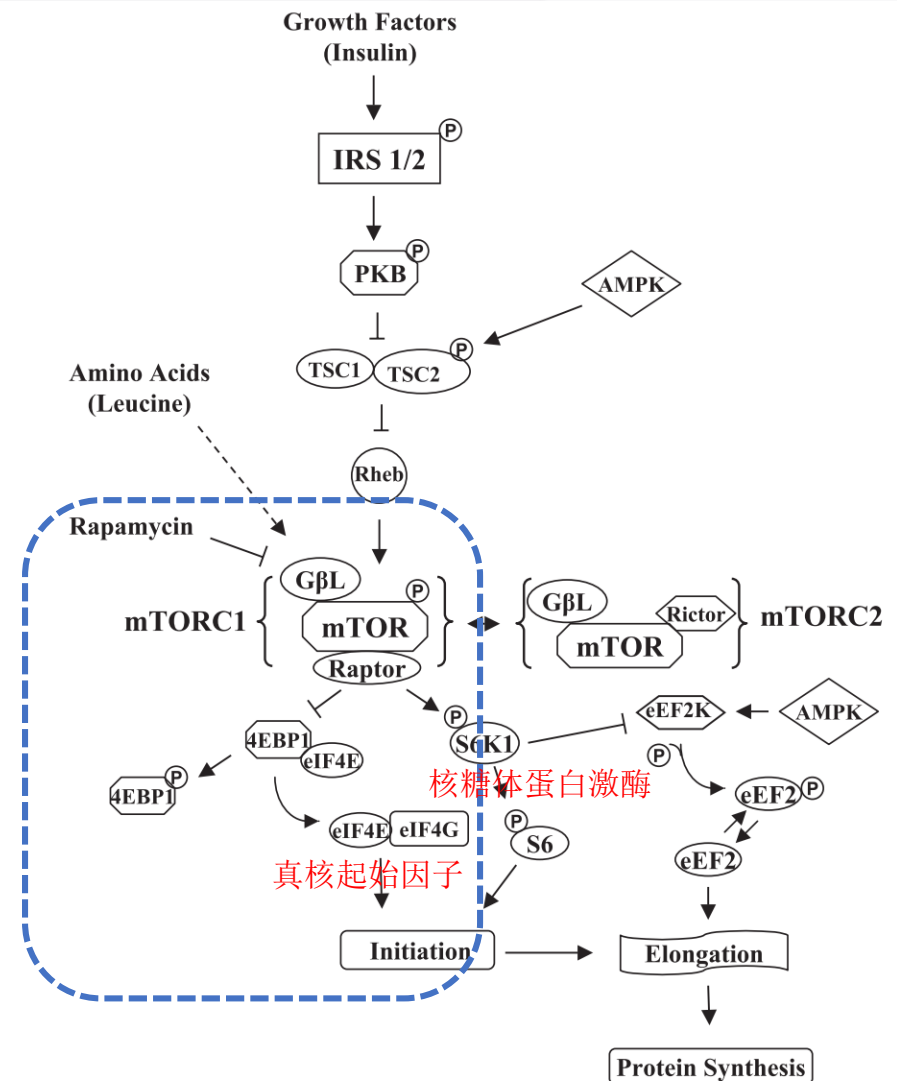 Growth Factors
(Insulin)
P
IRS 1/2
P
PKB
AMPK
P
TSC1
TSC2
Amino Acids
(Leucine)
Rheb
Rapamycin
GβL
P
mTORC1
mTOR
Raptor
GβL
Rictor
mTOR
mTORC2
P
S6K1
eEF2K
AMPK
4EBP1
eIF4E
P
4EBP1
P
eEF2
P
核糖体蛋白激酶
eIF4E
eIF4G
P
S6
eEF2
真核起始因子
Initiation
Elongation
Protein Synthesis